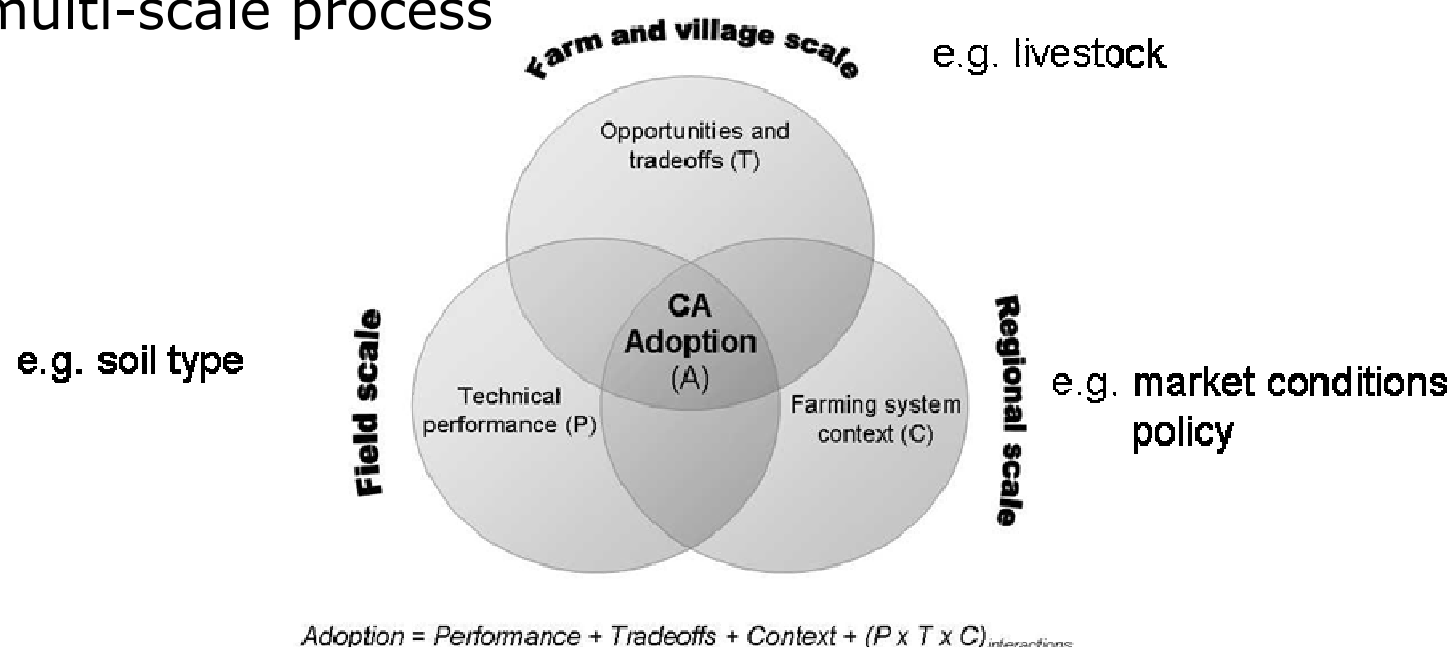 multi-scale process
Farm and village scale
e.g. livestock
Opportunities and
tradeoffs (T)
CA
Adoption
(A)
Field scale
e.g. soil type
Technical
performance (P)
Farming system
context (C)
Regional scale
e.g. market conditions
policy
Adoption = Performance + Tradeoffs + Context + (P x T x C)interactions